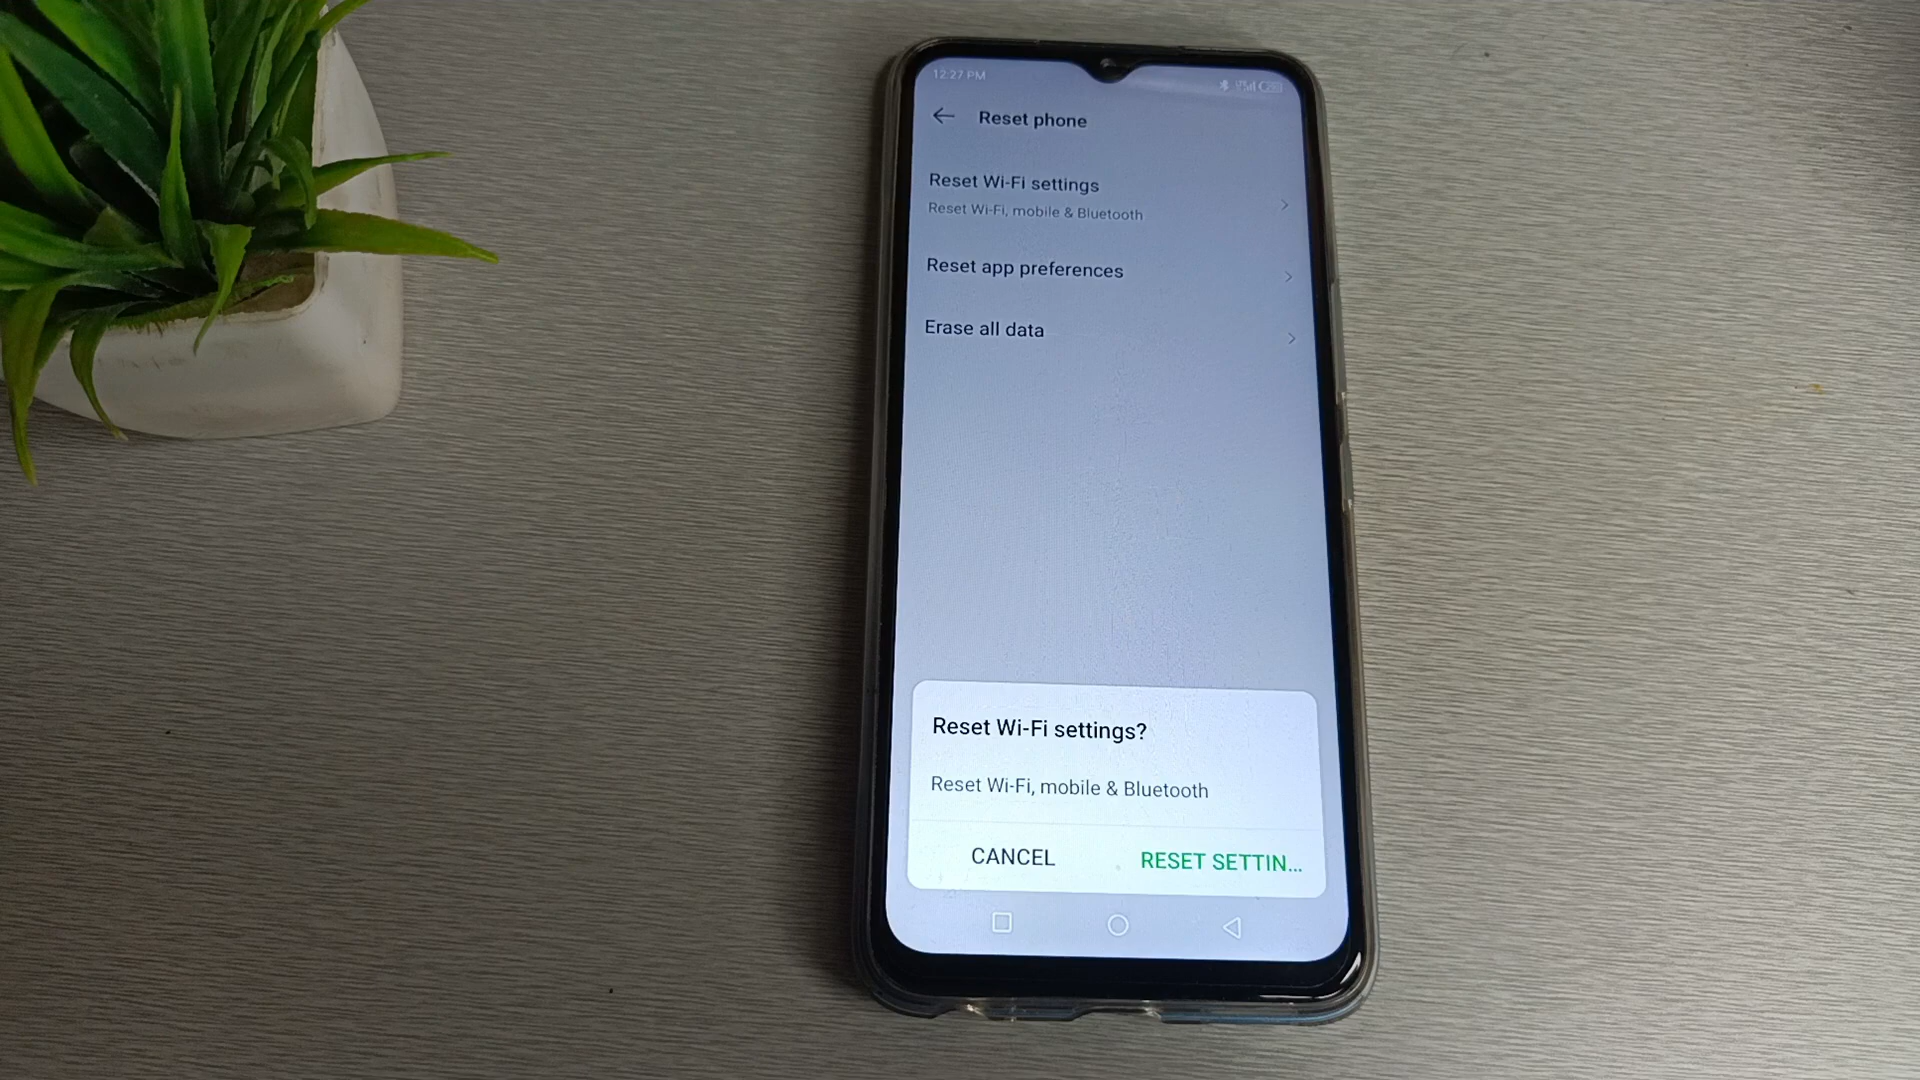 12:27 PM
Reset phone
Reset Wi-Fi settings
Reset Wi-Fi, mobile & Bluetooth
Reset app preferences
Erase all data
Reset Wi-Fi settings?
Reset Wi-Fi, mobile & Bluetooth
CANCEL
RESET SETTIN...